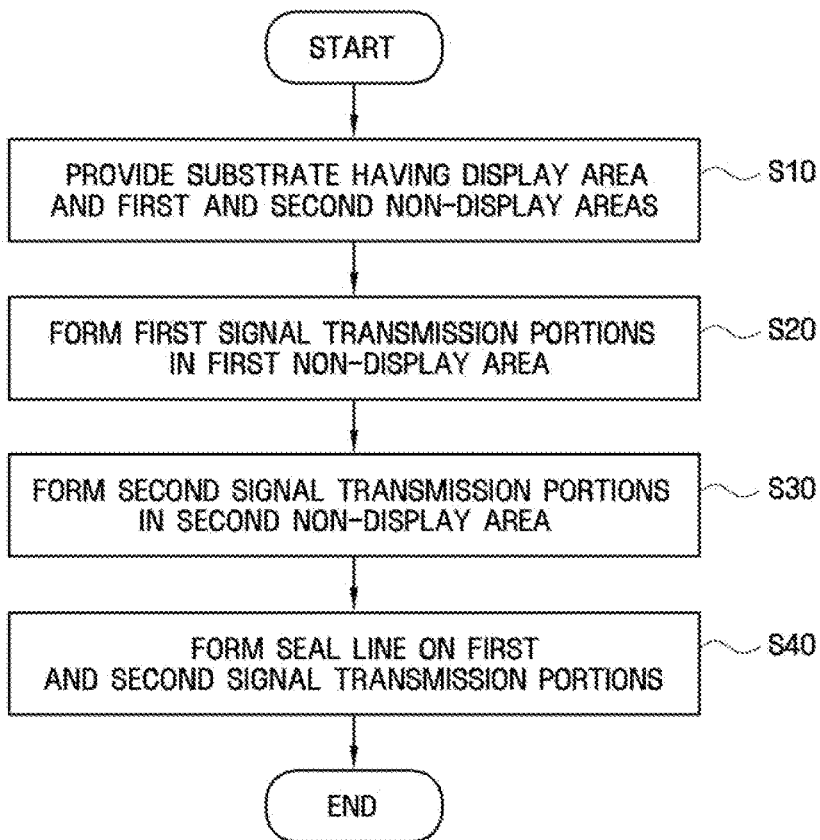 START
PROVIDE SUBSTRATE HAVING DISPLAY AREA
AND FIRST AND SECOND NON-DISPLAY AREAS
S10
FORM FIRST SIGNAL TRANSMISSION PORTIONS
IN FIRST NON-DISPLAY AREA
S20
FORM SECOND SIGNAL TRANSMISSION PORTIONS
IN SECOND NON-DISPLAY AREA
S30
FORM SEAL LINE ON FIRST
AND SECOND SIGNAL TRANSMISSION PORTIONS
S40
END